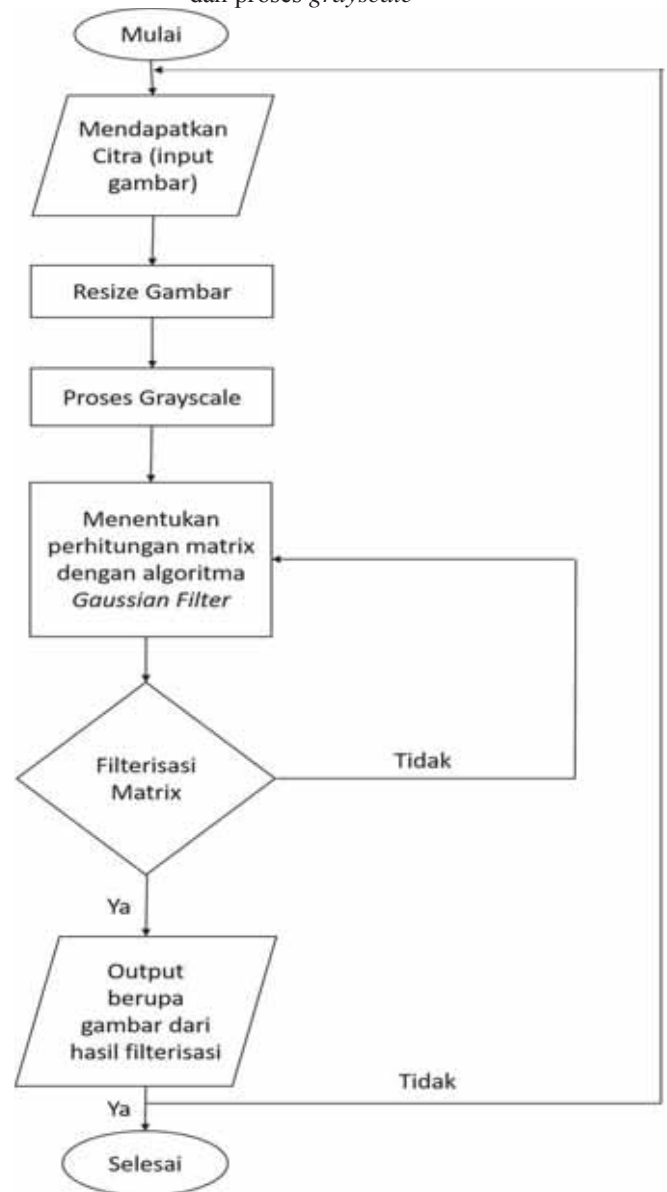 dan proses grayscale
Mulai
Mendapatkan
Citra (input
gambar)
Resize Gambar
Proses Grayscale
Menentukan
perhitungan matrix
dengan algoritma
Gaussian Filter
Filterisasi
Matrix
Tidak
Ya
Output
berupa
gambar dari
hasil filterisasi
Tidak
Ya
Selesai